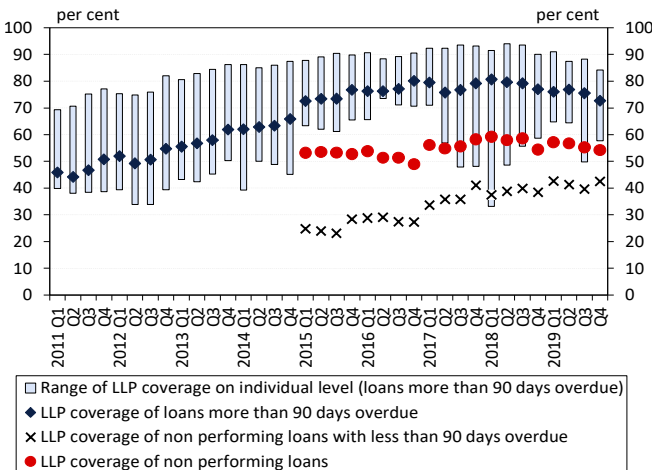 per cent per cent
100 100
90 90
80 80
70 70
60 60
50 50
40 40
30 30
20 20
10 10
0 0
2011 Q1 Q2 Q3 Q4 2012 Q1 Q2 Q3 Q4 2013 Q1 Q2 Q3 Q4 2014 Q1 Q2 Q3 Q4 2015 Q1 Q2 Q3 Q4 2016 Q1 Q2 Q3 Q4 2017 Q1 Q2 Q3 Q4 2018 Q1 Q2 Q3 Q4 2019 Q1 Q2 Q3 Q4
Range of LLP coverage on individual level (loans more than 90 days overdue)
LLP coverage of loans more than 90 days overdue
LLP coverage of non performing loans with less than 90 days overdue
LLP coverage of non performing loans